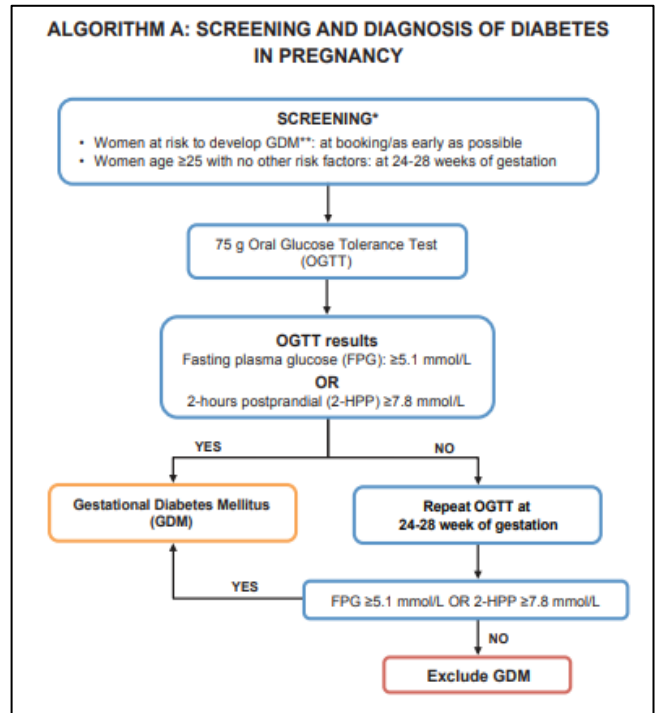 ALGORITHM A: SCREENING AND DIAGNOSIS OF DIABETES
IN PREGNANCY
SCREENING*
• Women at risk to develop GDM**: at booking/as early as possible
• Women age ≥25 with no other risk factors: at 24-28 weeks of gestation
75 g Oral Glucose Tolerance Test
(OGTT)
OGTT results
Fasting plasma glucose (FPG): ≥5.1 mmol/L
OR
2-hours postprandial (2-HPP) ≥7.8 mmol/L
YES
NO
Gestational Diabetes Mellitus
(GDM)
Repeat OGTT at
24-28 week of gestation
YES
FPG ≥5.1 mmol/L OR 2-HPP ≥7.8 mmol/L
NO
Exclude GDM